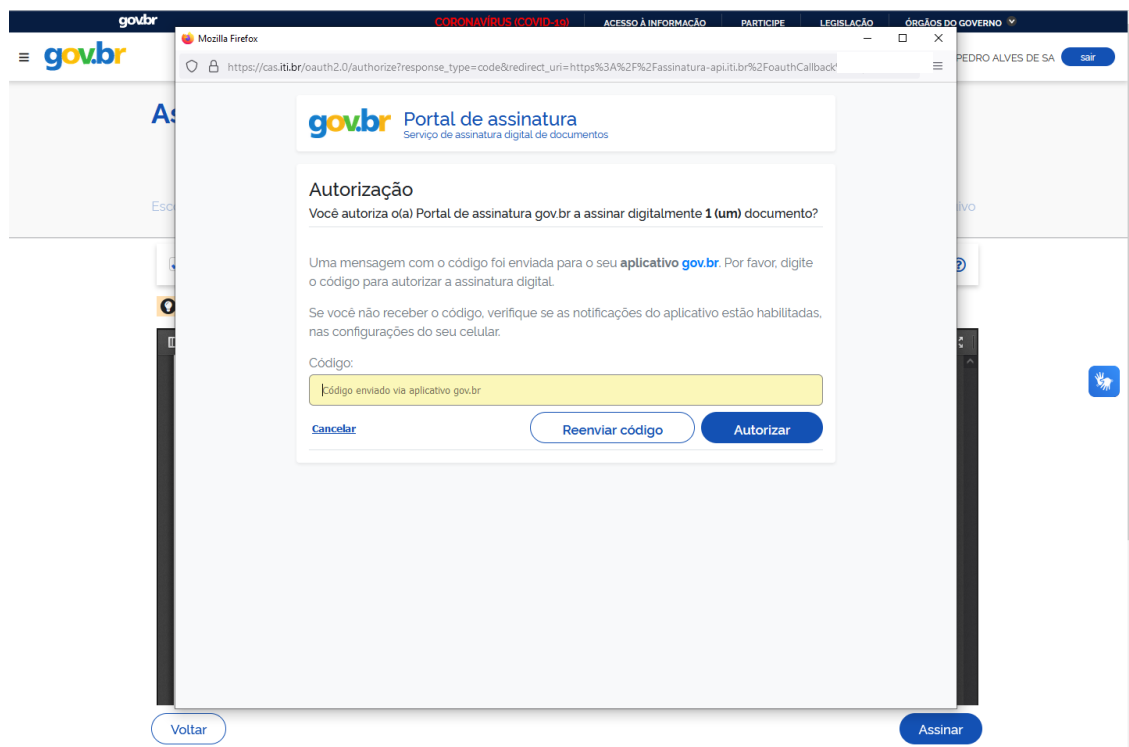 gov.br
CORONAVÍRUS (COVID-19)
ACESSO À INFORMAÇÃO
PARTICIPE
LEGISLAÇÃO
ÓRGÃOS DO GOVERNO
Mozilla Firefox
gov.br
https://cas.iti.br/oauth2.0/authorize?response_type=code&redirect_uri=https%3A%2F%2Fassinatura-api.iti.br%2FoauthCallback
PEDRO ALVES DE SA
sair
gov.br
Portal de assinatura
Serviço de assinatura digital de documentos
Autorização
Você autoriza o(a) Portal de assinatura gov.br a assinar digitalmente 1 (um) documento?
Uma mensagem com o código foi enviada para o seu aplicativo gov.br. Por favor, digite
o código para autorizar a assinatura digital.
Se você não receber o código, verifique se as notificações do aplicativo estão habilitadas,
nas configurações do seu celular.
Código:
Código enviado via aplicativo gov.br
Cancelar
Reenviar código
Autorizar
Voltar
Assinar